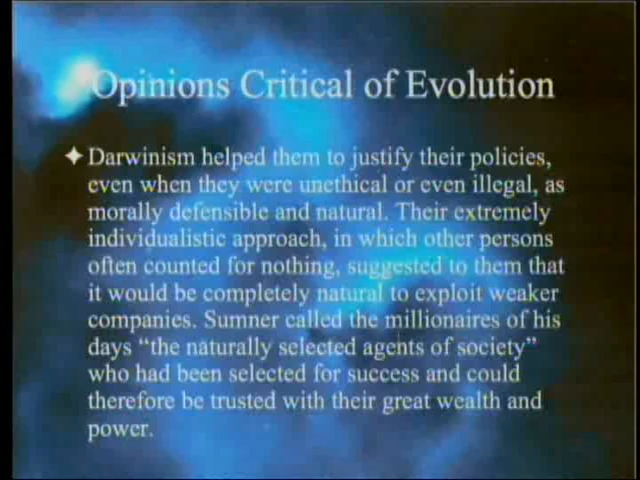 Opinions Critical of Evolution
Darwinism helped them to justify their policies,
even when they were unethical or even illegal, as
morally defensible and natural. Their extremely
individualistic approach, in which other persons
often counted for nothing, suggested to them that
it would be completely natural to exploit weaker
companies. Sumner called the millionaires of his
days “the naturally selected agents of society”
who had been selected for success and could
therefore be trusted with their great wealth and
power.